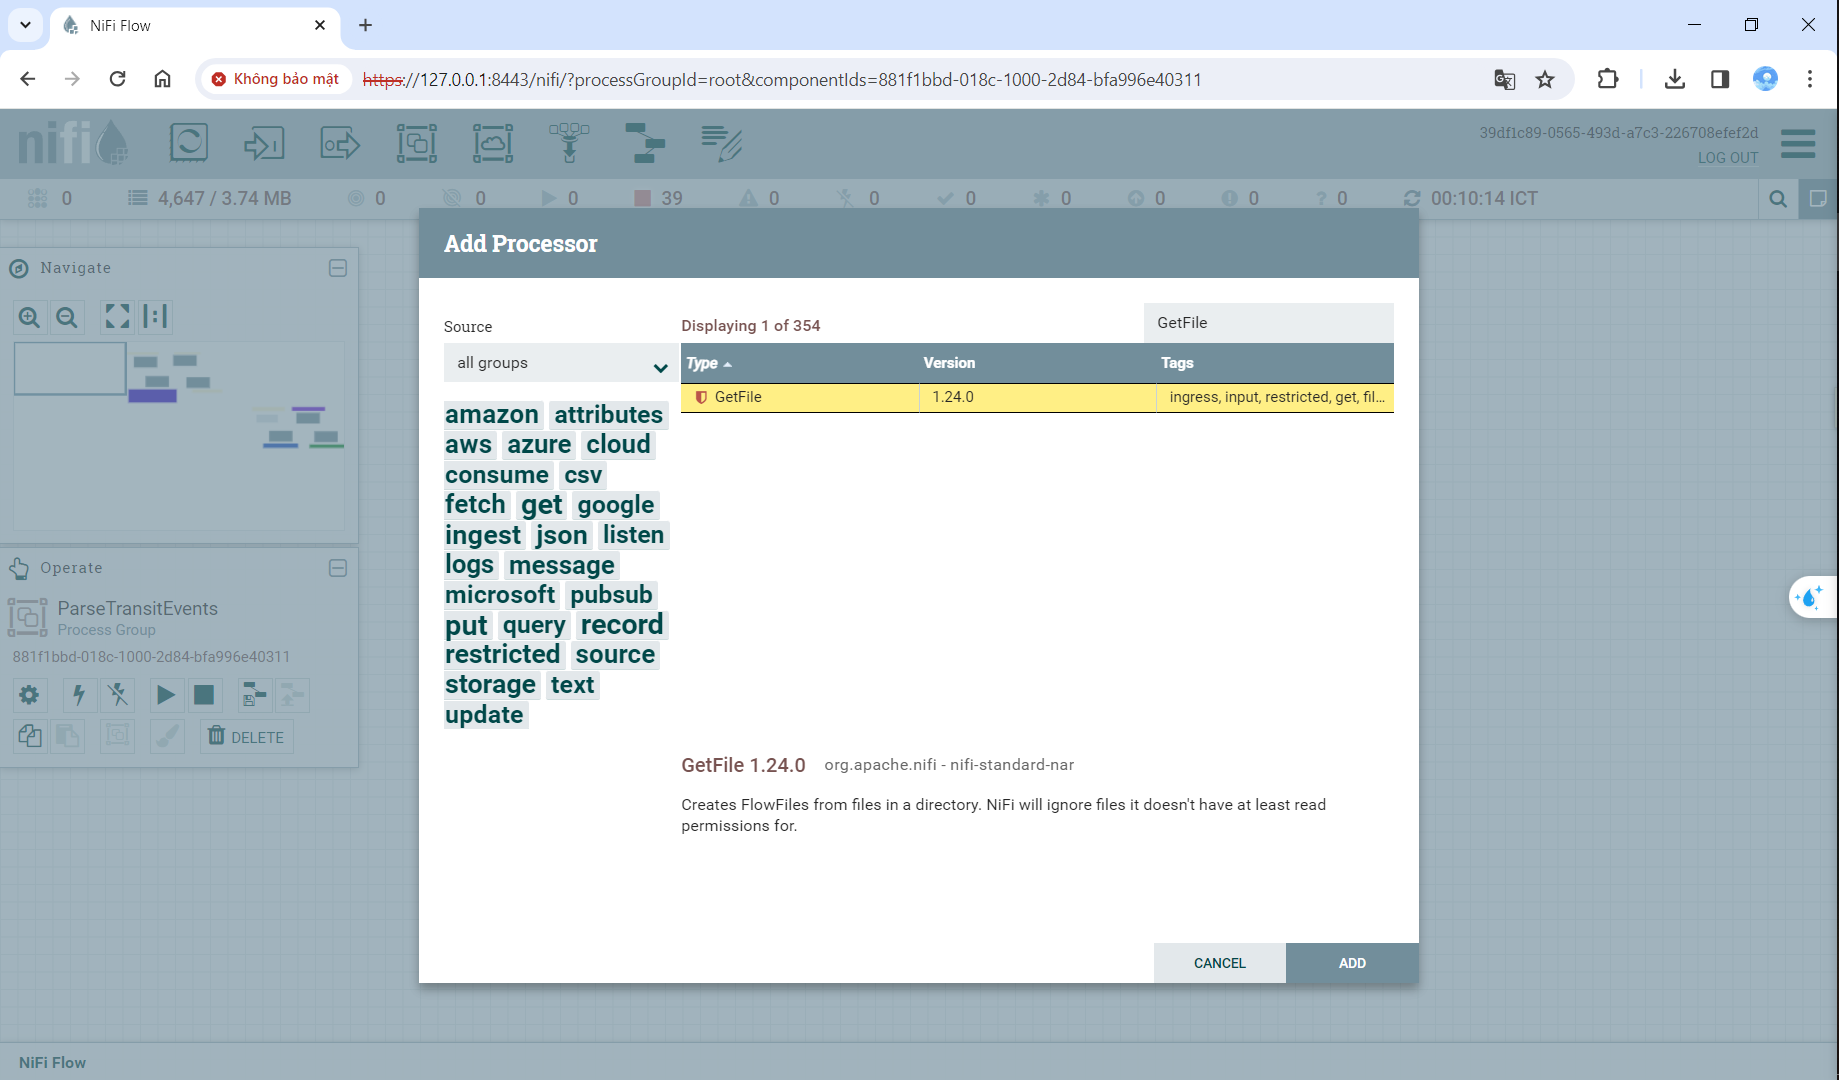 NiFi Flow
Không bảo mật
https://127.0.0.1:8443/nifi/?processGroupId=root&componentIds=881f1bbd-018c-1000-2d84-bfa996e40311
nifi
39df1c89-0565-493d-a7c3-226708efef2d
LOG OUT
0
4,647 / 3.74 MB
0
0
0
39
0
0
0
0
0
0
0
00:10:14 ICT
Navigate
Operate
ParseTransitEvents
Process Group
881f1bbd-018c-1000-2d84-bfa996e40311
DELETE
Add Processor
Source
all groups
amazon attributes
aws azure cloud
consume csv
fetch get google
ingest json listen
logs message
microsoft pubsub
put query record
restricted source
storage text
update
Displaying 1 of 354
GetFile
Type Version Tags
GetFile 1.24.0 ingress, input, restricted, get, fil...
GetFile 1.24.0 org.apache.nifi - nifi-standard-nar
Creates FlowFiles from files in a directory. NiFi will ignore files it doesn't have at least read
permissions for.
CANCEL
ADD
NiFi Flow